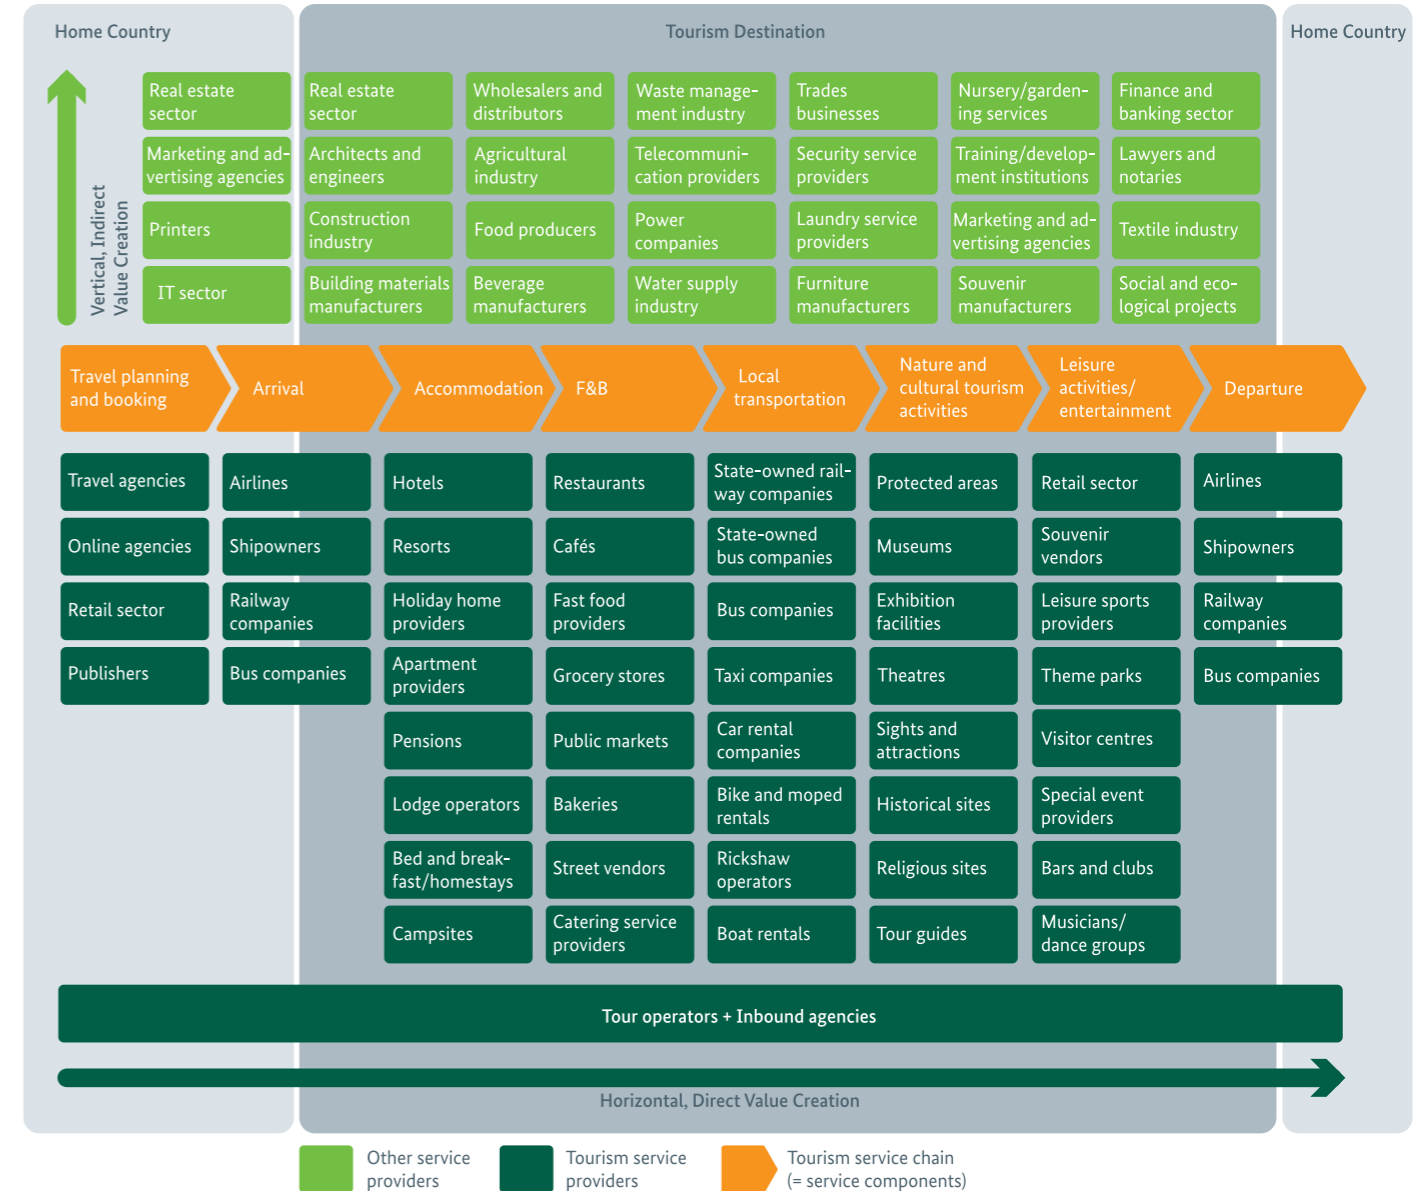 Home Country
Tourism Destination
Home Country
Vertical, Indirect
Value Creation
Real estate
sector
Real estate
sector
Wholesalers and
distributors
Waste manage-
ment industry
Trades
businesses
Nursery/garden-
ing services
Finance and
banking sector
Marketing and ad-
vertising agencies
Architects and
engineers
Agricultural
industry
Telecommuni-
cation providers
Security service
providers
Training/develop-
ment institutions
Lawyers and
notaries
Printers
Construction
industry
Food producers
Power
companies
Laundry service
providers
Marketing and ad-
vertising agencies
Textile industry
IT sector
Building materials
manufacturers
Beverage
manufacturers
Water supply
industry
Furniture
manufacturers
Souvenir
manufacturers
Social and eco-
logical projects
Travel planning
and booking
Arrival
Accommodation
F&B
Local
transportation
Nature and
cultural tourism
activities
Leisure
activities/
entertainment
Departure
Travel agencies
Airlines
Hotels
Restaurants
State-owned rail-
way companies
Protected areas
Retail sector
Airlines
Online agencies
Shipowners
Resorts
Cafés
State-owned
bus companies
Museums
Souvenir
vendors
Shipowners
Retail sector
Railway
companies
Holiday home
providers
Fast food
providers
Bus companies
Exhibition
facilities
Leisure sports
providers
Railway
companies
Publishers
Bus companies
Apartment
providers
Grocery stores
Taxi companies
Theatres
Theme parks
Bus companies
Pensions
Public markets
Car rental
companies
Sights and
attractions
Visitor centres
Lodge operators
Bakeries
Bike and moped
rentals
Historical sites
Special event
providers
Bed and break-
fast/homestays
Street vendors
Rickshaw
operators
Religious sites
Bars and clubs
Campsites
Catering service
providers
Boat rentals
Tour guides
Musicians/
dance groups
Tour operators + Inbound agencies
Horizontal, Direct Value Creation
Other service
providers
Tourism service
providers
Tourism service chain
(= service components)